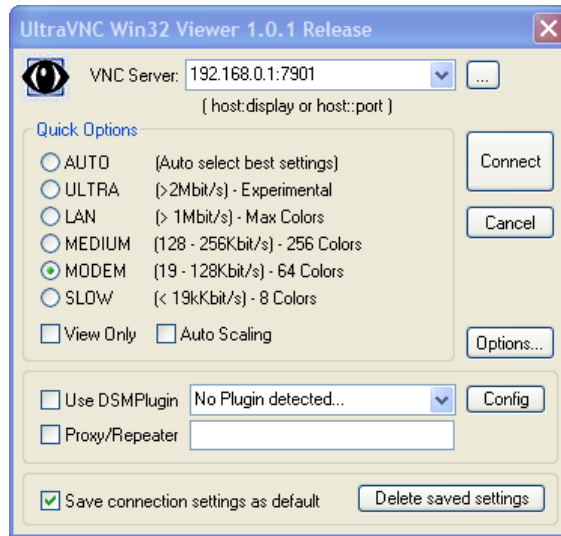 UltraVNC Win32 Viewer 1.0.1 Release
VNC Server: 192.168.0.1:7901 ...
( host:display or host::port )
Quick Options
AUTO (Auto select best settings)
ULTRA (>2Mbit/s) - Experimental
LAN (> 1Mbit/s) - Max Colors
MEDIUM (128 - 256Kbit/s) - 256 Colors
MODEM (19 - 128Kbit/s) - 64 Colors
SLOW (< 19kKbit/s) - 8 Colors
View Only Auto Scaling
Connect
Cancel
Options...
Use DSMPlugin No Plugin detected... Config
Proxy/Repeater
Save connection settings as default Delete saved settings